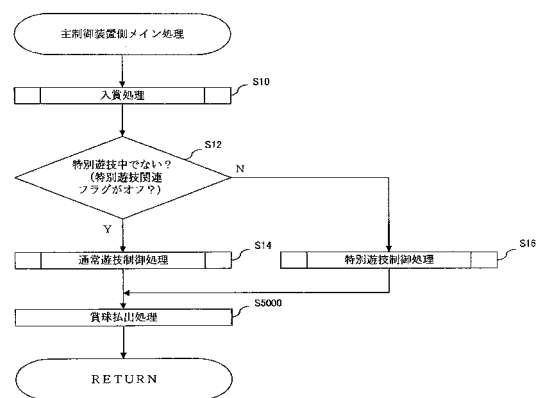 主制御装置側メイン処理
S10
入賞処理
S12
特別遊技中でない？
（特別遊技関連
フラグがオフ？）
N
Y
S14
通常遊技制御処理
S16
特別遊技制御処理
S5000
賞球払出処理
RETURN